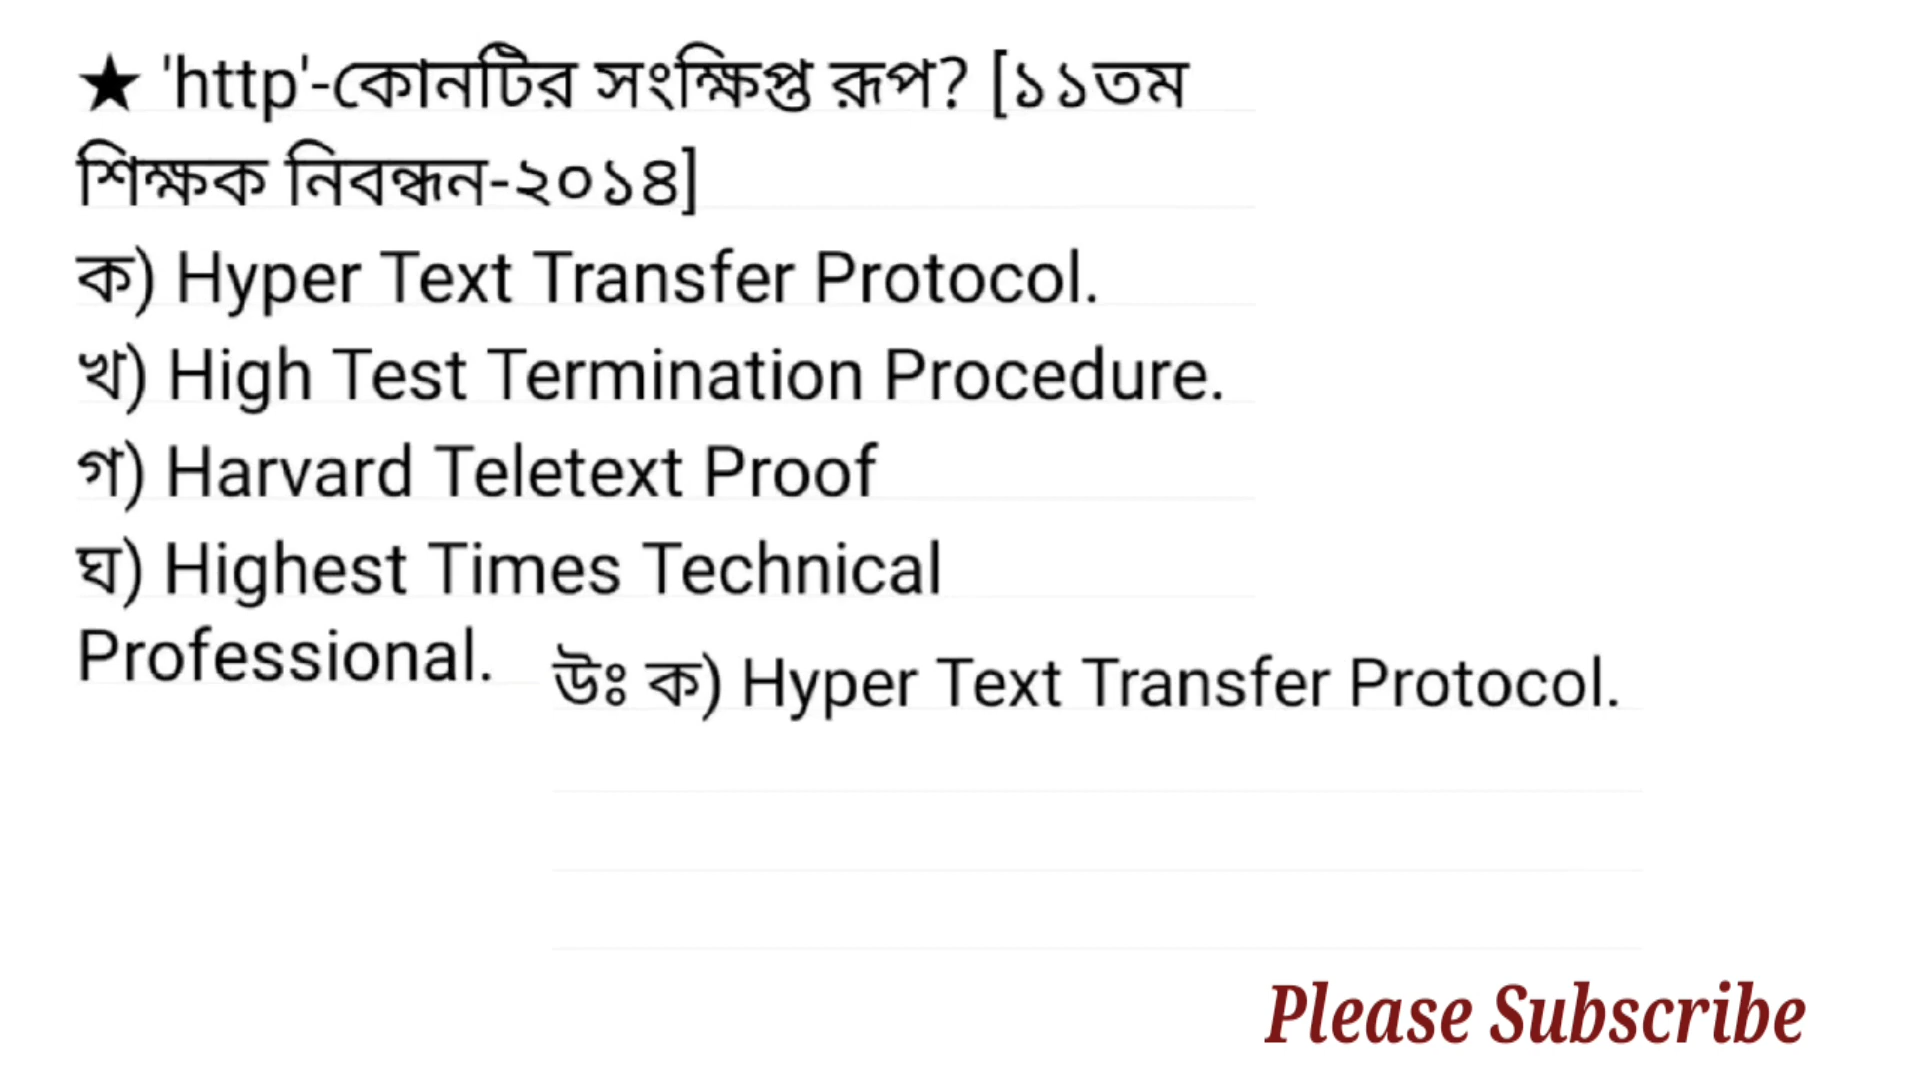 ★ 'http'-কোনটির সংক্ষিপ্ত রূপ? [১১তম
শিক্ষক নিবন্ধন-২০১৪]
ক) Hyper Text Transfer Protocol.
খ) High Test Termination Procedure.
গ) Harvard Teletext Proof
ঘ) Highest Times Technical
Professional.
উঃ ক) Hyper Text Transfer Protocol.
Please Subscribe